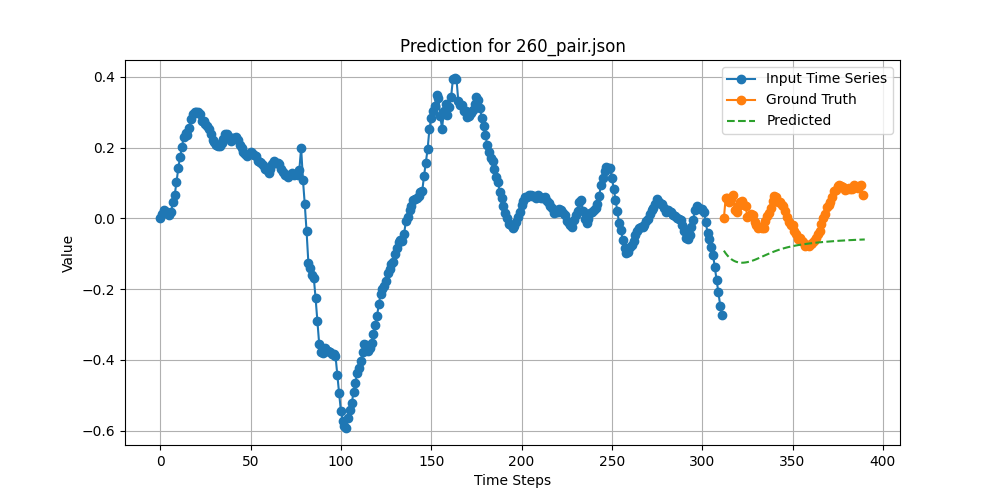 Prediction for 260_pair.json
Input Time Series
Ground Truth
Predicted
Value
0.4
0.2
0.0
−0.2
−0.4
−0.6
0 50 100 150 200 250 300 350 400
Time Steps